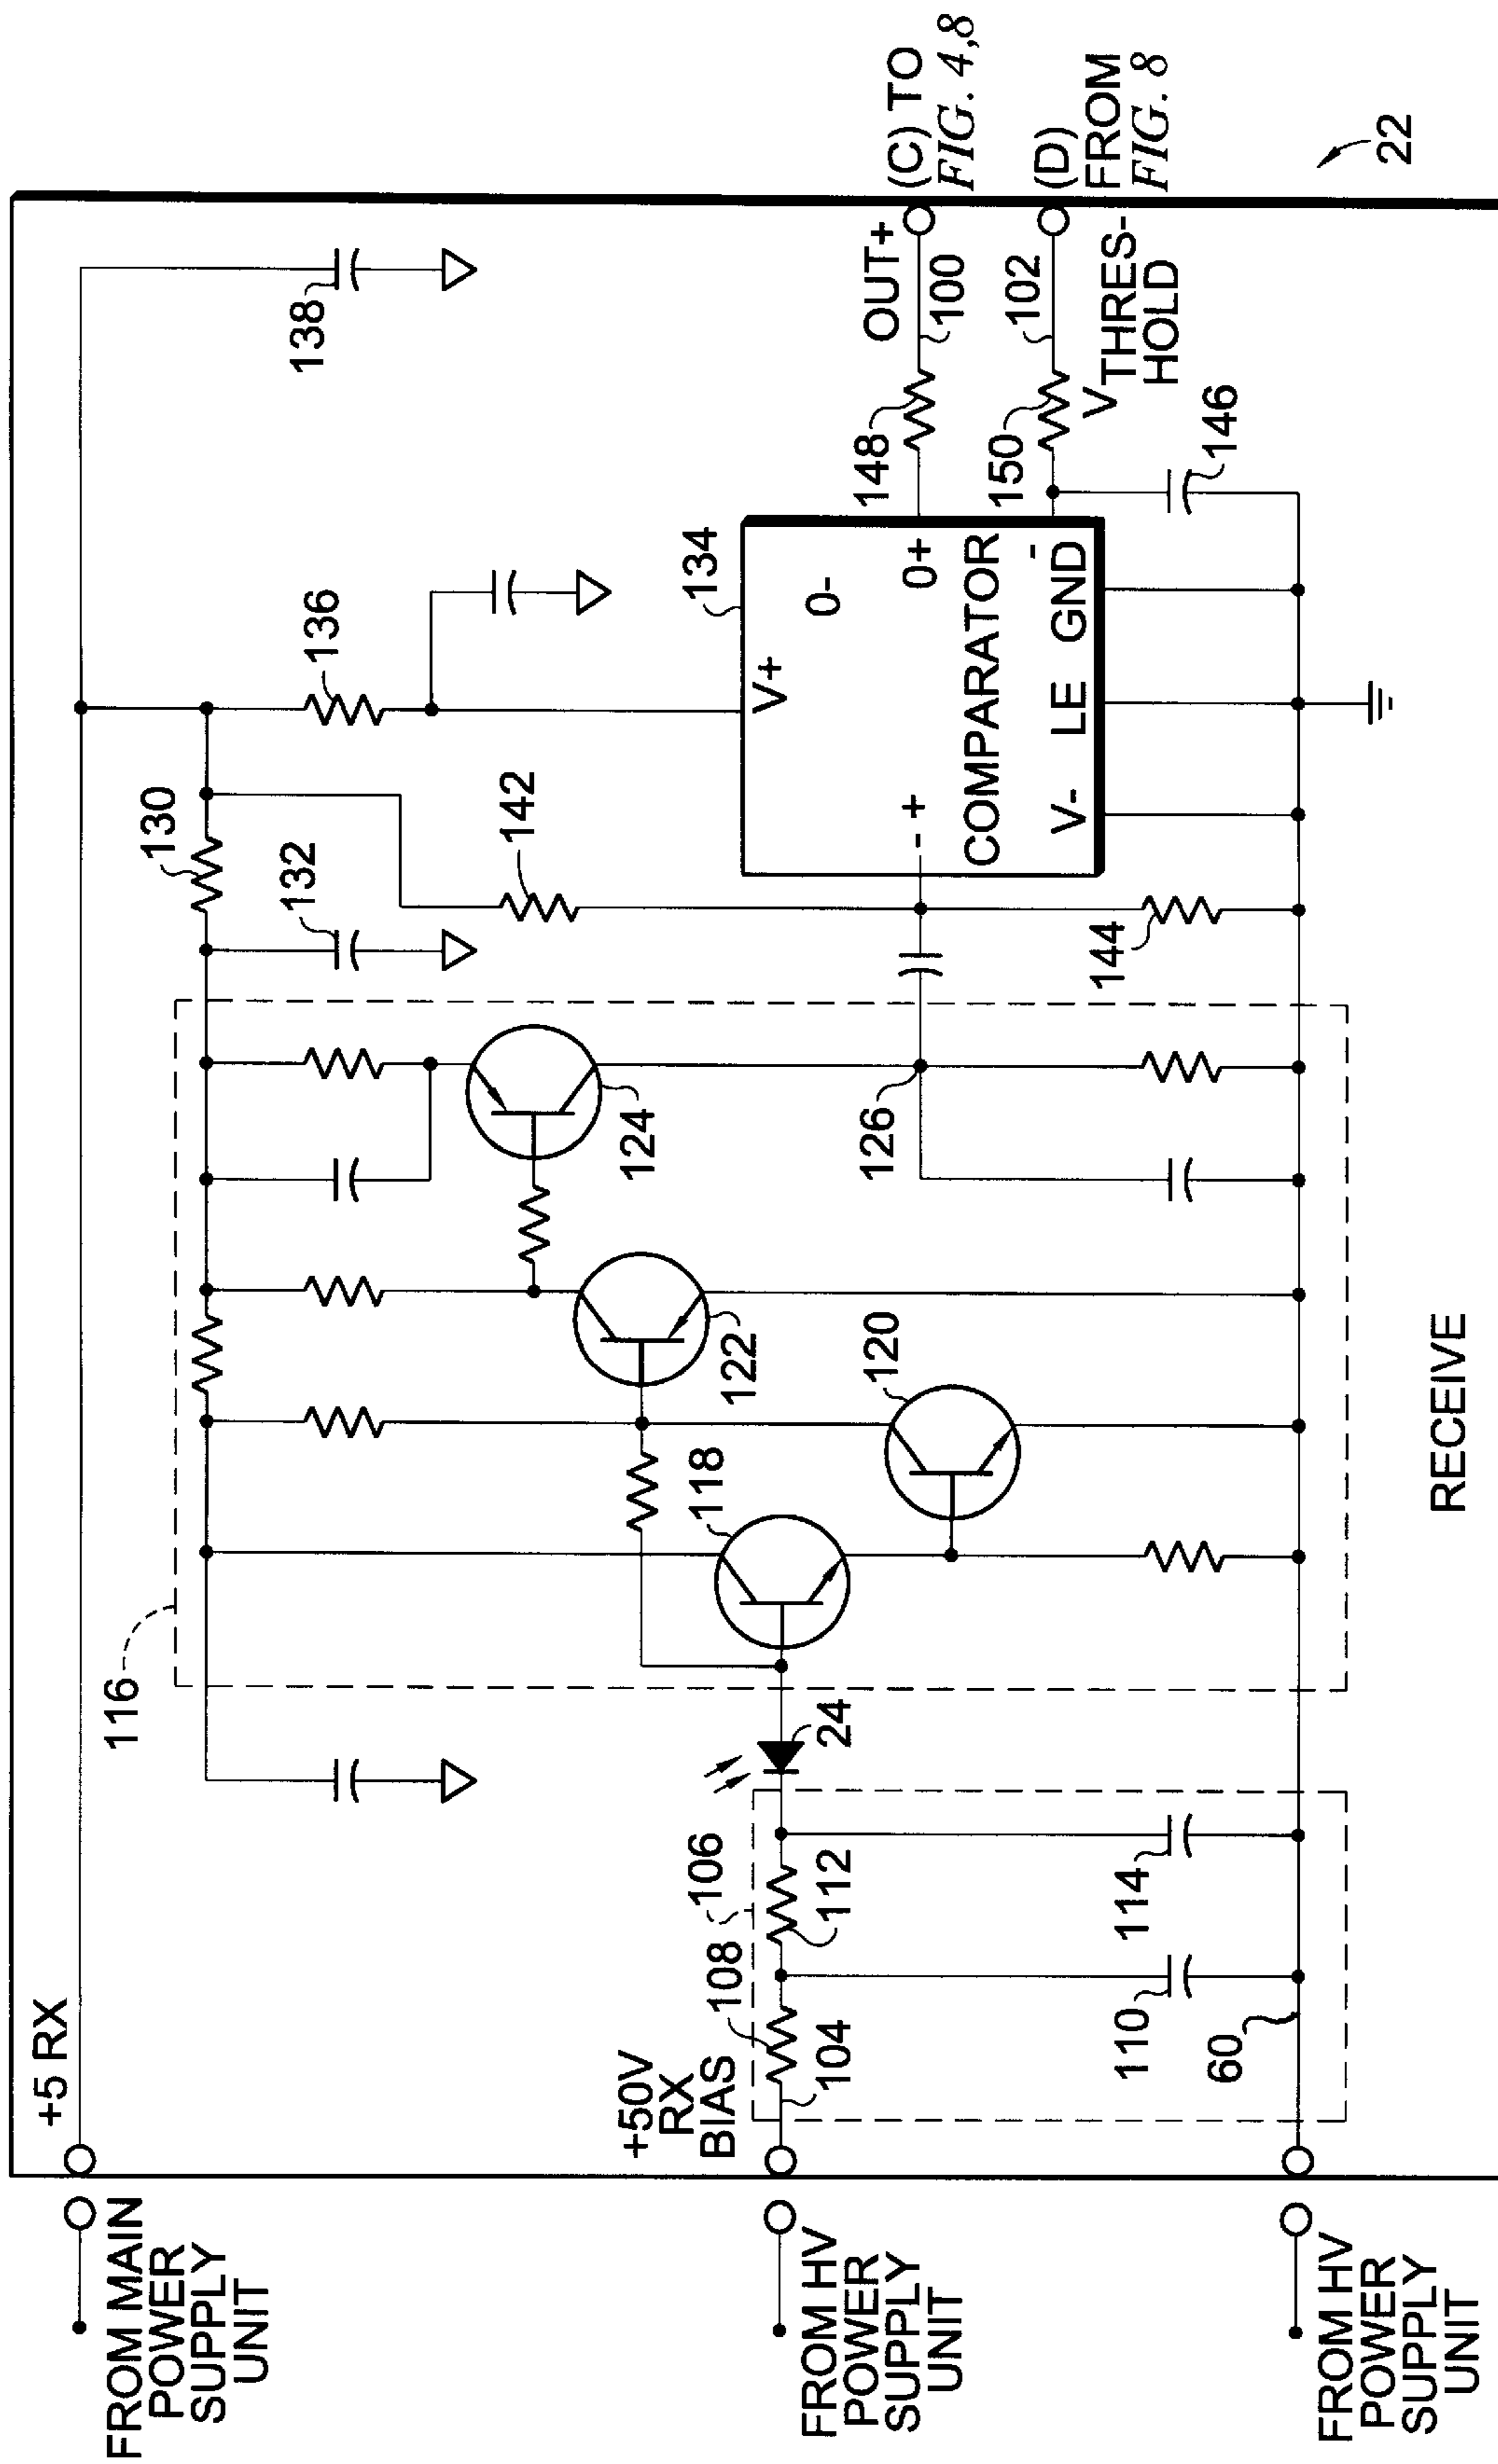 FROM MAIN
POWER
SUPPLY
UNIT
+5 RX
116
130
132
136
138
142
134
V+
0-
0+
- +
COMPARATOR
-
V- LE GND
148
OUT+
100
(C) TO
FIG. 4,8
150
102
V THRES-
HOLD
(D)
FROM
FIG. 8
146
144
126
124
122
120
118
24
FROM HV
POWER
SUPPLY
UNIT
+50V
RX
BIAS
104
108
106
112
110
114
60
FROM HV
POWER
SUPPLY
UNIT
RECEIVE
22